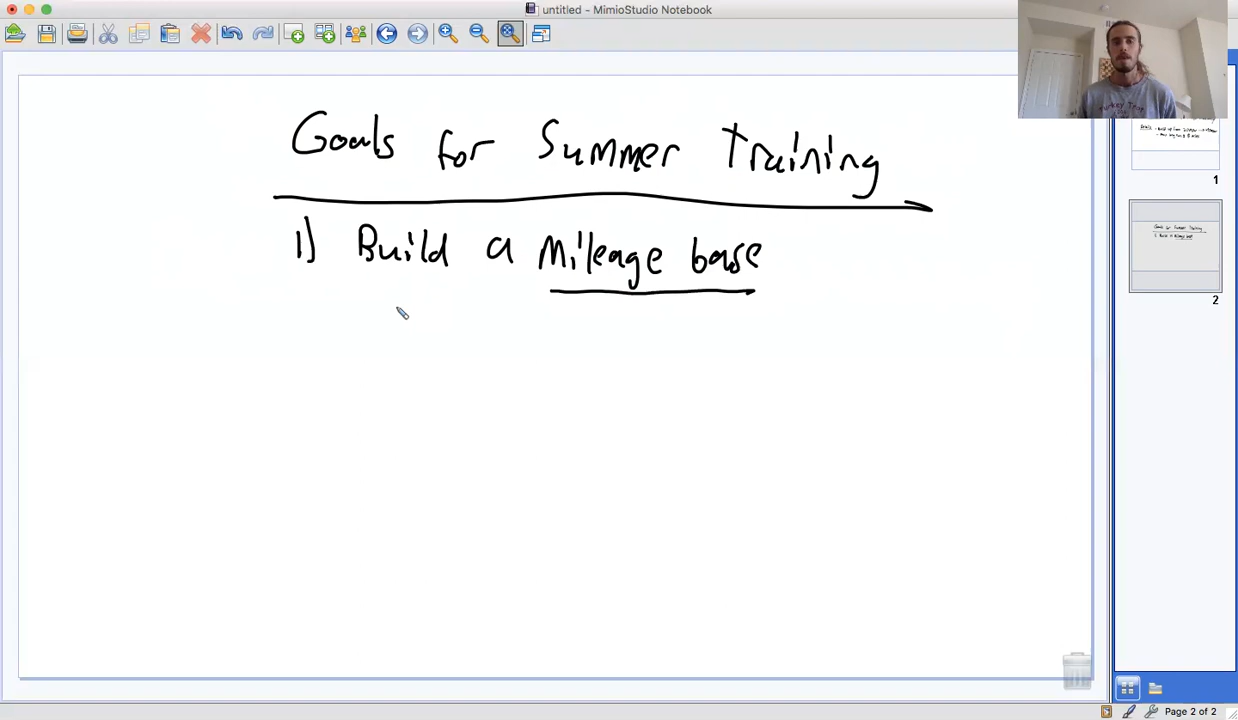 untitled - MimioStudio Notebook
Goals for Summer Training
1) Build a Mileage base
1
2
Page 2 of 2